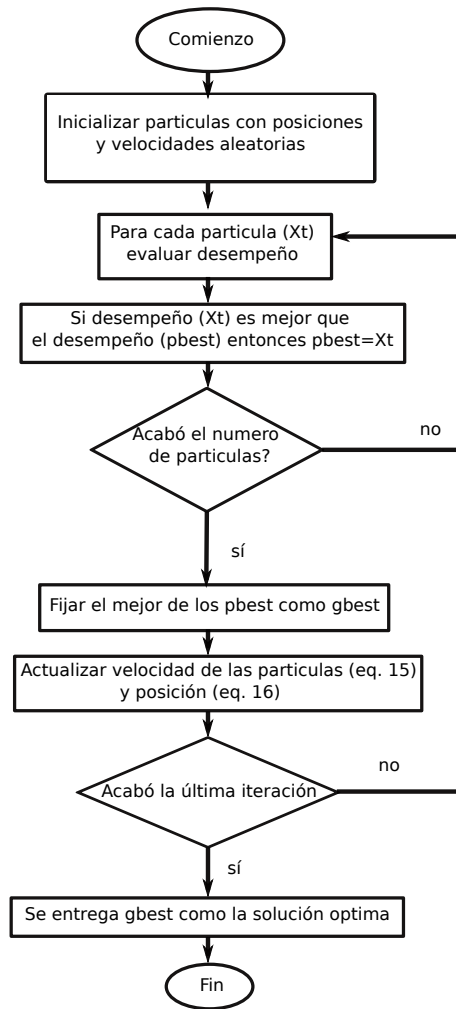 Comienzo
Inicializar particulas con posiciones
y velocidades aleatorias
Para cada particula (Xt)
evaluar desempeño
Si desempeño (Xt) es mejor que
el desempeño (pbest) entonces pbest=Xt
Acabó el numero
de particulas?
no
sí
Fijar el mejor de los pbest como gbest
Actualizar velocidad de las particulas (eq. 15)
y posición (eq. 16)
Acabó la última iteración
no
sí
Se entrega gbest como la solución optima
Fin